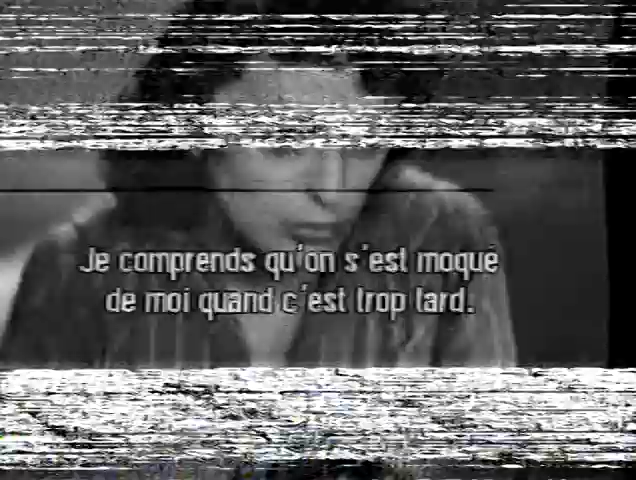 Je comprends qu'on s'est moqué
de moi quand c'est trop tard.